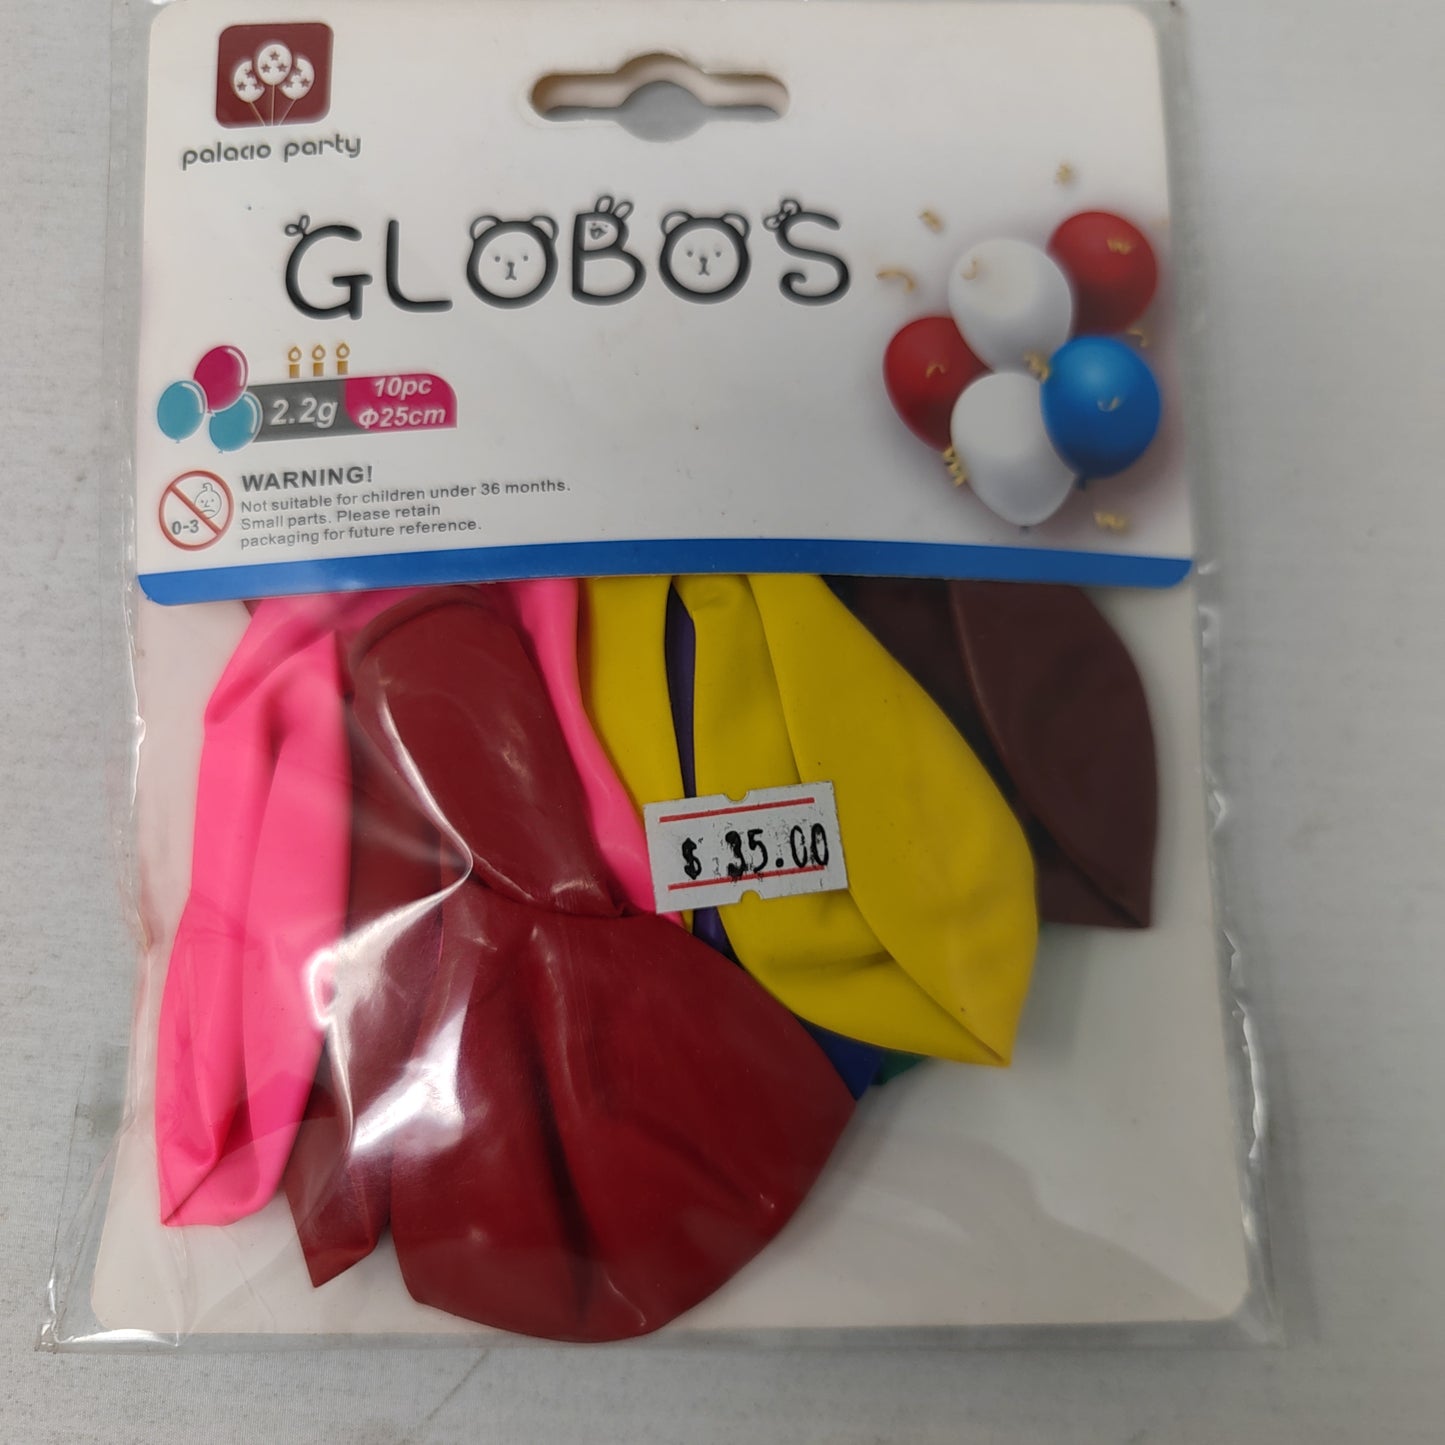 palacio party
GLOBOS
2.2g
10pc
Φ25cm
WARNING!
Not suitable for children under 36 months.
Small parts. Please retain
packaging for future reference.
0-3
$ 35.00